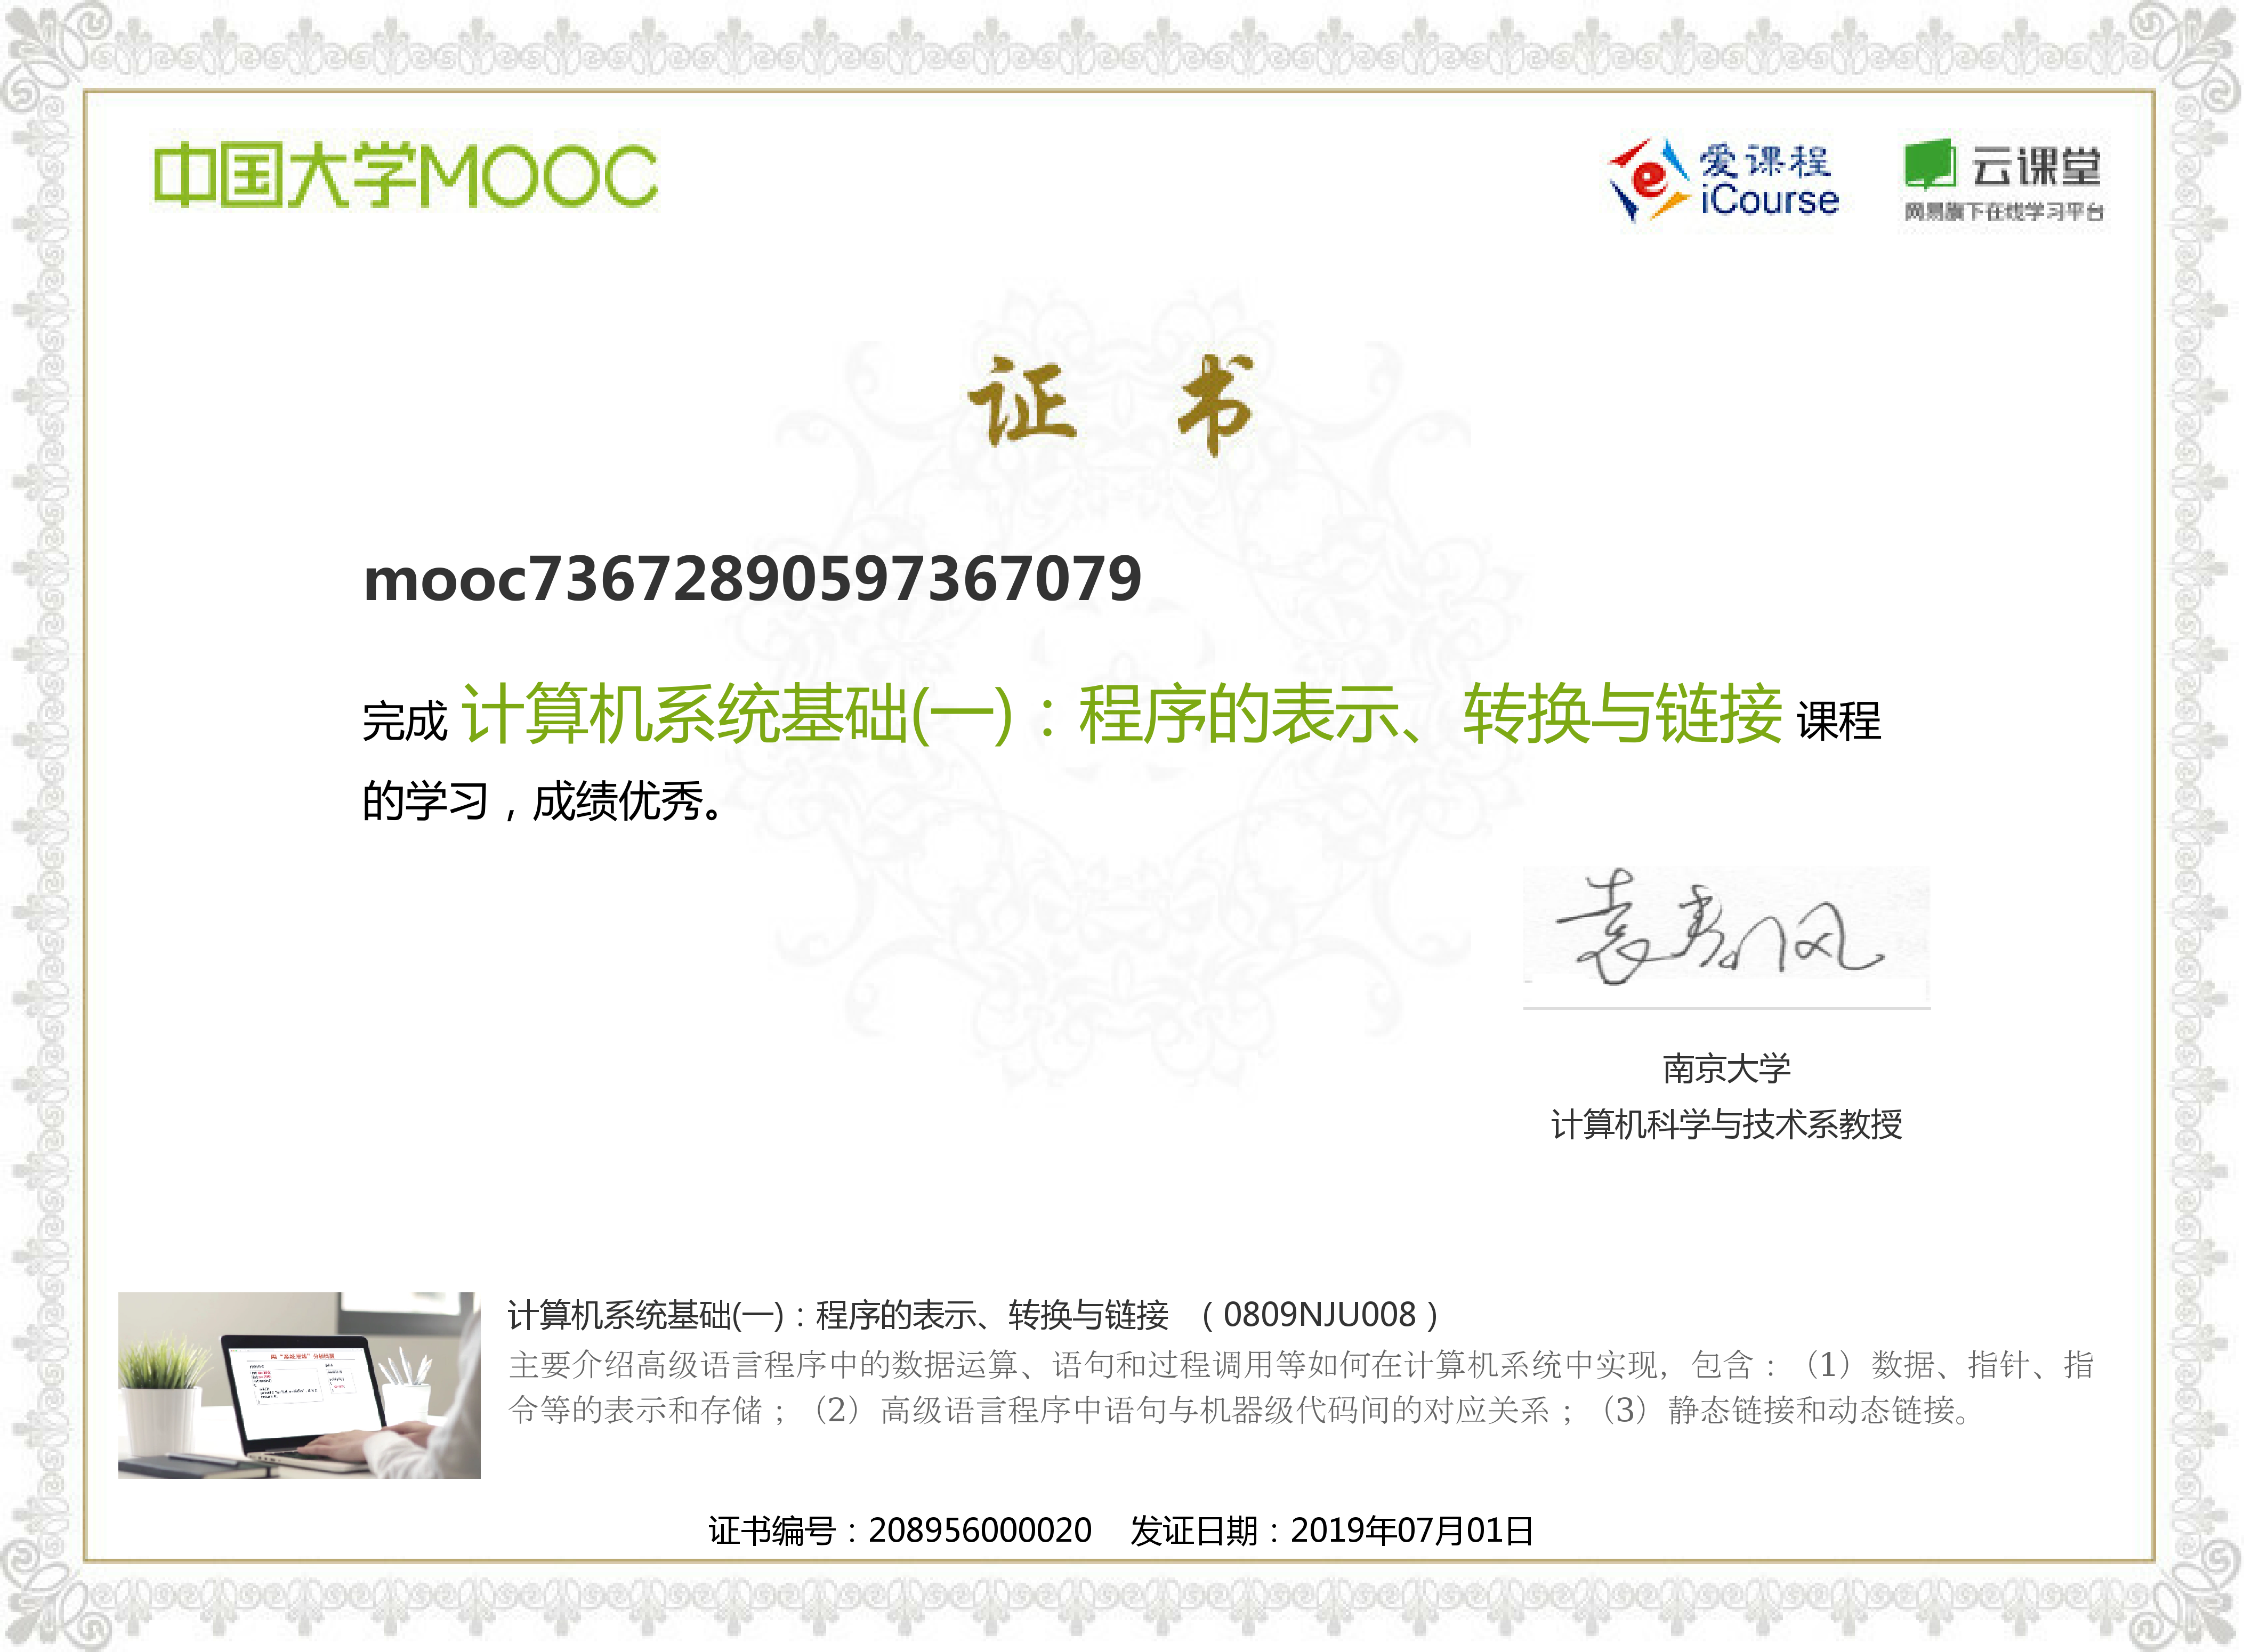 中国大学MOOC
爱课程
iCourse
云课堂
网易旗下在线学习平台
证 书
mooc73672890597367079
完成 计算机系统基础(一)：程序的表示、转换与链接 课程
的学习，成绩优秀。
袁春风
南京大学
计算机科学与技术系教授
计算机系统基础(一)：程序的表示、转换与链接 （0809NJU008）
主要介绍高级语言程序中的数据运算、语句和过程调用等如何在计算机系统中实现，包含：（1）数据、指针、指
令等的表示和存储；（2）高级语言程序中语句与机器级代码间的对应关系；（3）静态链接和动态链接。
证书编号：208956000020 发证日期：2019年07月01日